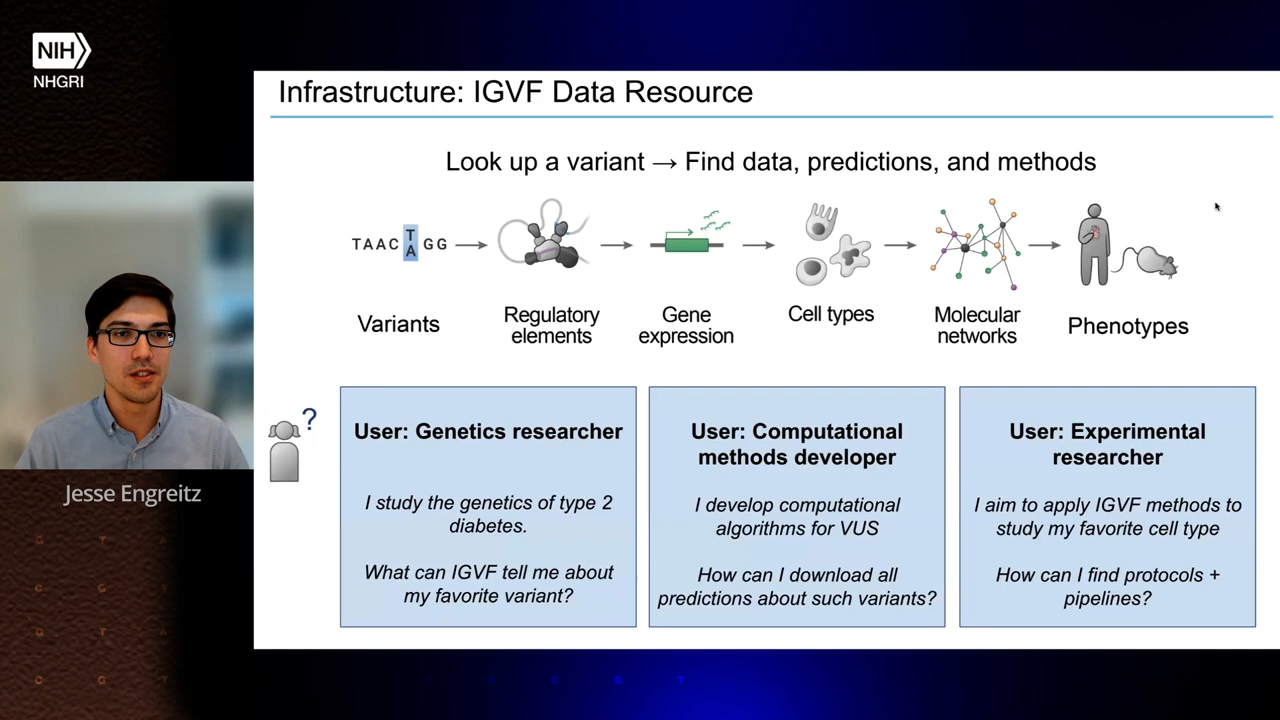 NIH
NHGRI
Infrastructure: IGVF Data Resource
Look up a variant → Find data, predictions, and methods
TAAC T GG
A
Variants
Regulatory
elements
Gene
expression
Cell types
Molecular
networks
Phenotypes
?
User: Genetics researcher
I study the genetics of type 2
diabetes.
What can IGVF tell me about
my favorite variant?
User: Computational
methods developer
I develop computational
algorithms for VUS
How can I download all
predictions about such variants?
User: Experimental
researcher
I aim to apply IGVF methods to
study my favorite cell type
How can I find protocols +
pipelines?
Jesse Engreitz